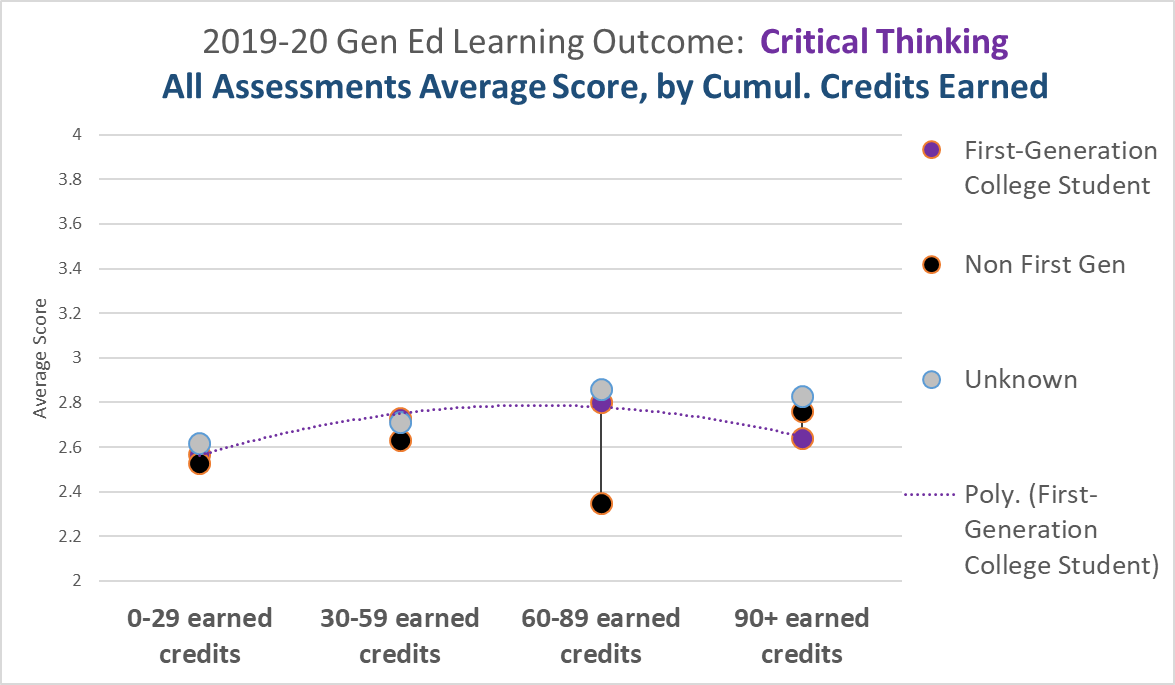 2019-20 Gen Ed Learning Outcome: Critical Thinking
All Assessments Average Score, by Cumul. Credits Earned
Average Score
4
3.8
3.6
3.4
3.2
3
2.8
2.6
2.4
2.2
2
0-29 earned
credits
30-59 earned
credits
60-89 earned
credits
90+ earned
credits
First-Generation
College Student
Non First Gen
Unknown
Poly. (First-
Generation
College Student)